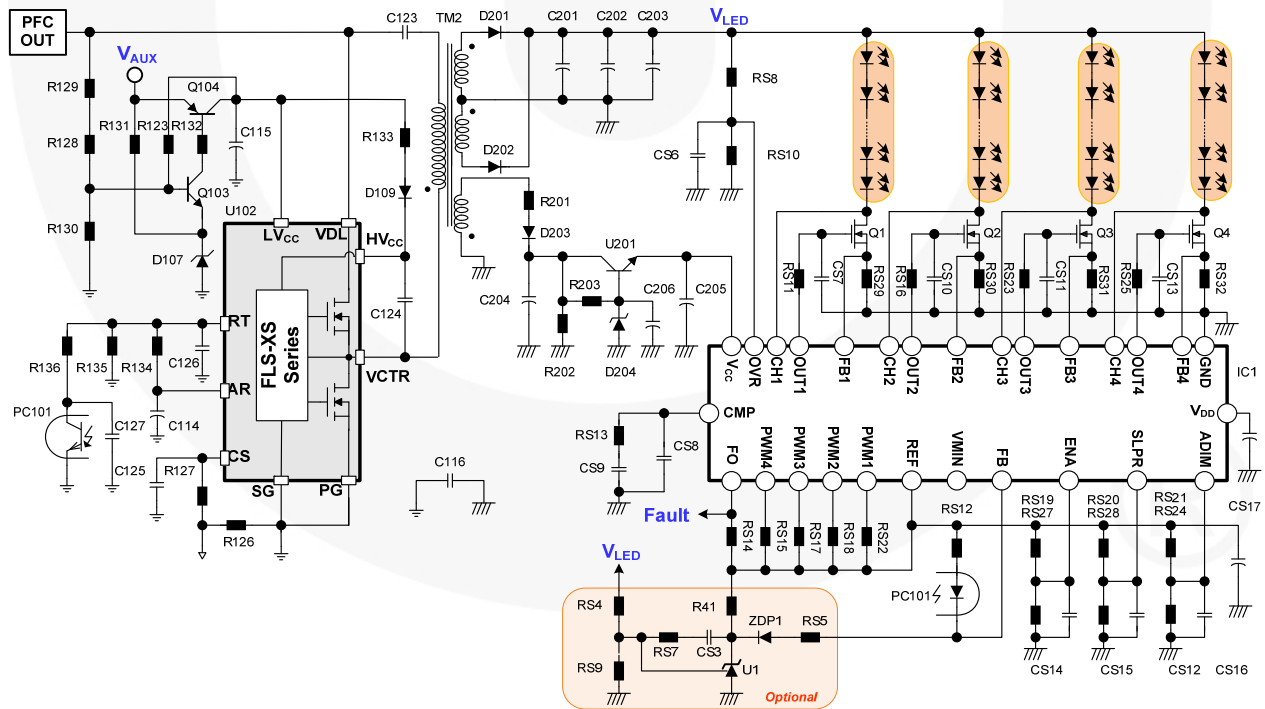 PFC
OUT
C123
TM2
D201
C201
C202
C203
VLED
VAUX
Q104
R129
R131
R123
R132
C115
R128
R133
RS8
CS6
RS10
D202
D109
Q103
R201
R130
U102
D203
U201
D107
LVCC
VDL
HVCC
Q1
Q2
Q3
Q4
RS11
CS7
RS29
RS16
CS10
RS30
RS23
CS11
RS31
RS25
CS13
RS32
C204
R203
C206
C205
C124
R202
D204
RT
FLS-XS
Series
VCTR
R136
R135
R134
C126
AR
PC101
C127
C114
C125
R127
CS
SG
PG
R126
C116
VCC
OVR
CH1
OUT1
FB1
CH2
OUT2
FB2
CH3
OUT3
FB3
CH4
OUT4
FB4
GND
IC1
CMP
VDD
RS13
CS8
CS9
FO
PWM4
PWM3
PWM2
PWM1
REF
VMIN
FB
ENA
SLPR
ADIM
CS17
Fault
RS14
RS15
RS17
RS18
RS22
RS12
RS19
RS27
RS20
RS28
RS21
RS24
VLED
PC101
RS4
R41
ZDP1
RS5
RS7
CS3
RS9
U1
Optional
CS14
CS15
CS12
CS16